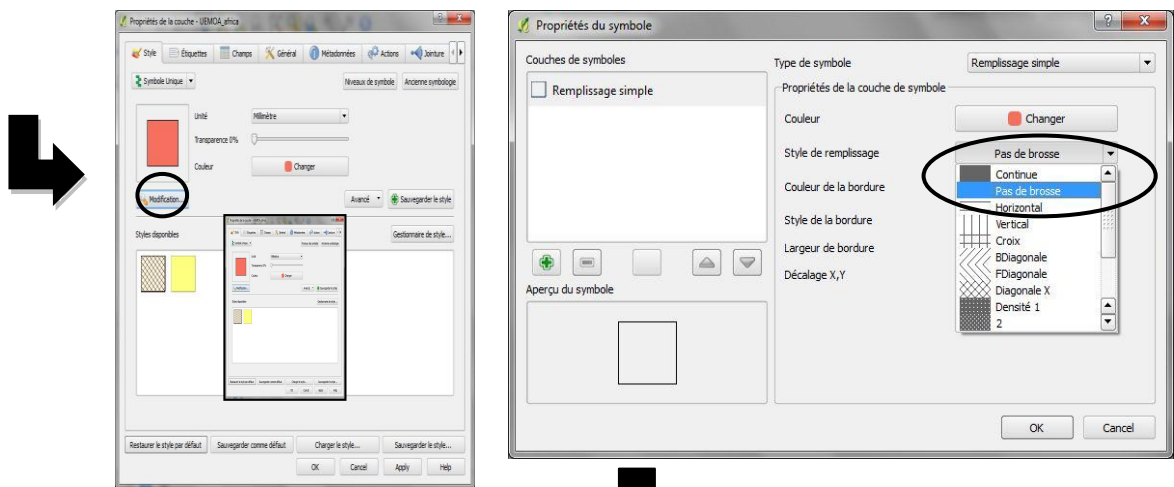 Propriétés de la couche - UEMOA_africa
Style Étiquettes Champs Général Métadonnées Actions Jointure
Symbole Unique Niveaux de symbole Ancienne symbologie
Unité Millimètre
Transparence 0%
Couleur Changer
Modification... Avancé Sauvegarder le style
Styles disponibles Gestionnaire de style...
Restaurer le style par défaut Sauvegarder comme défaut Charger le style... Sauvegarder le style...
OK Cancel Apply Help
Propriétés du symbole
Couches de symboles
Remplissage simple
Aperçu du symbole
Type de symbole Remplissage simple
Propriétés de la couche de symbole
Couleur Changer
Style de remplissage Pas de brosse
Couleur de la bordure
Style de la bordure
Largeur de bordure
Décalage X,Y
Continue
Pas de brosse
Horizontal
Vertical
Croix
BDiagonale
FDiagonale
Diagonale X
Densité 1
2
OK Cancel